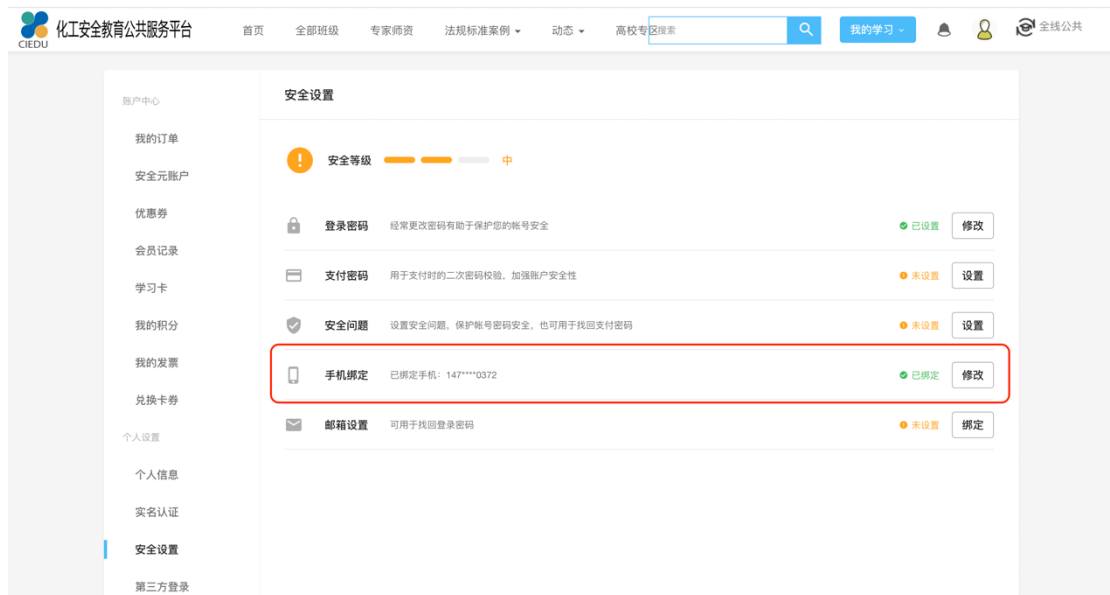 化工安全教育公共服务平台
CIEDU
首页 全部班级 专家师资 法规标准案例 动态 高校专区 搜索 我的学习 全线公共
账户中心
我的订单
安全元账户
优惠券
会员记录
学习卡
我的积分
我的发票
兑换卡券
个人设置
个人信息
实名认证
安全设置
第三方登录
安全设置
安全等级 中
登录密码 经常更改密码有助于保护您的帐号安全 已设置 修改
支付密码 用于支付时的二次密码校验，加强账户安全性 未设置 设置
安全问题 设置安全问题，保护帐号密码安全，也可用于找回支付密码 未设置 设置
手机绑定 已绑定手机：147****0372 已绑定 修改
邮箱设置 可用于找回登录密码 未设置 绑定